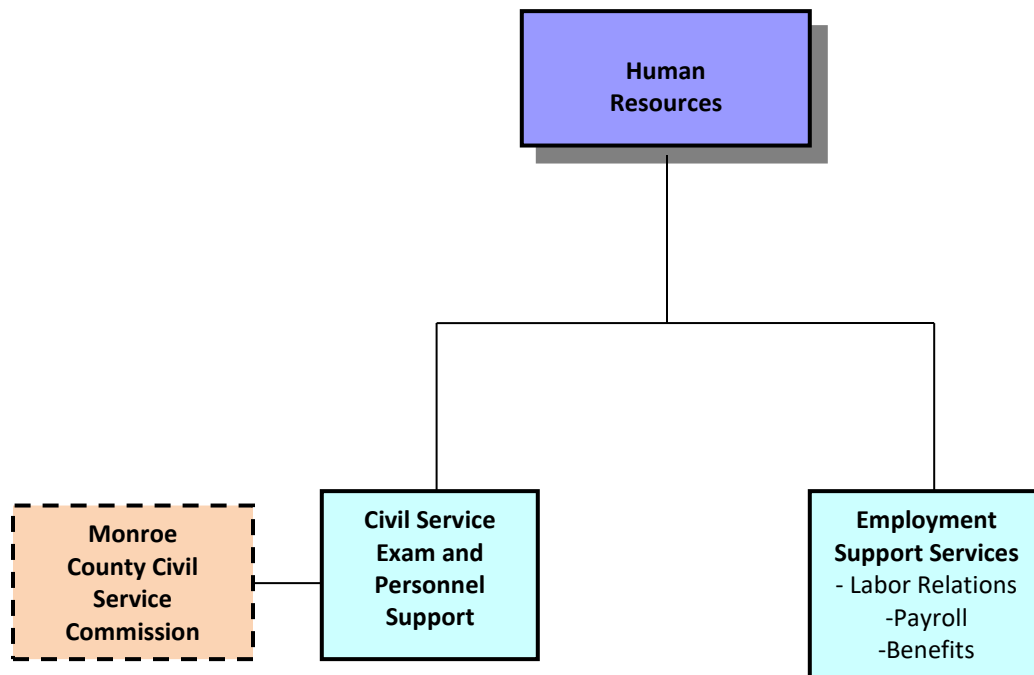 Human
Resources
Monroe
County Civil
Service
Commission
Civil Service
Exam and
Personnel
Support
Employment
Support Services
- Labor Relations
-Payroll
-Benefits